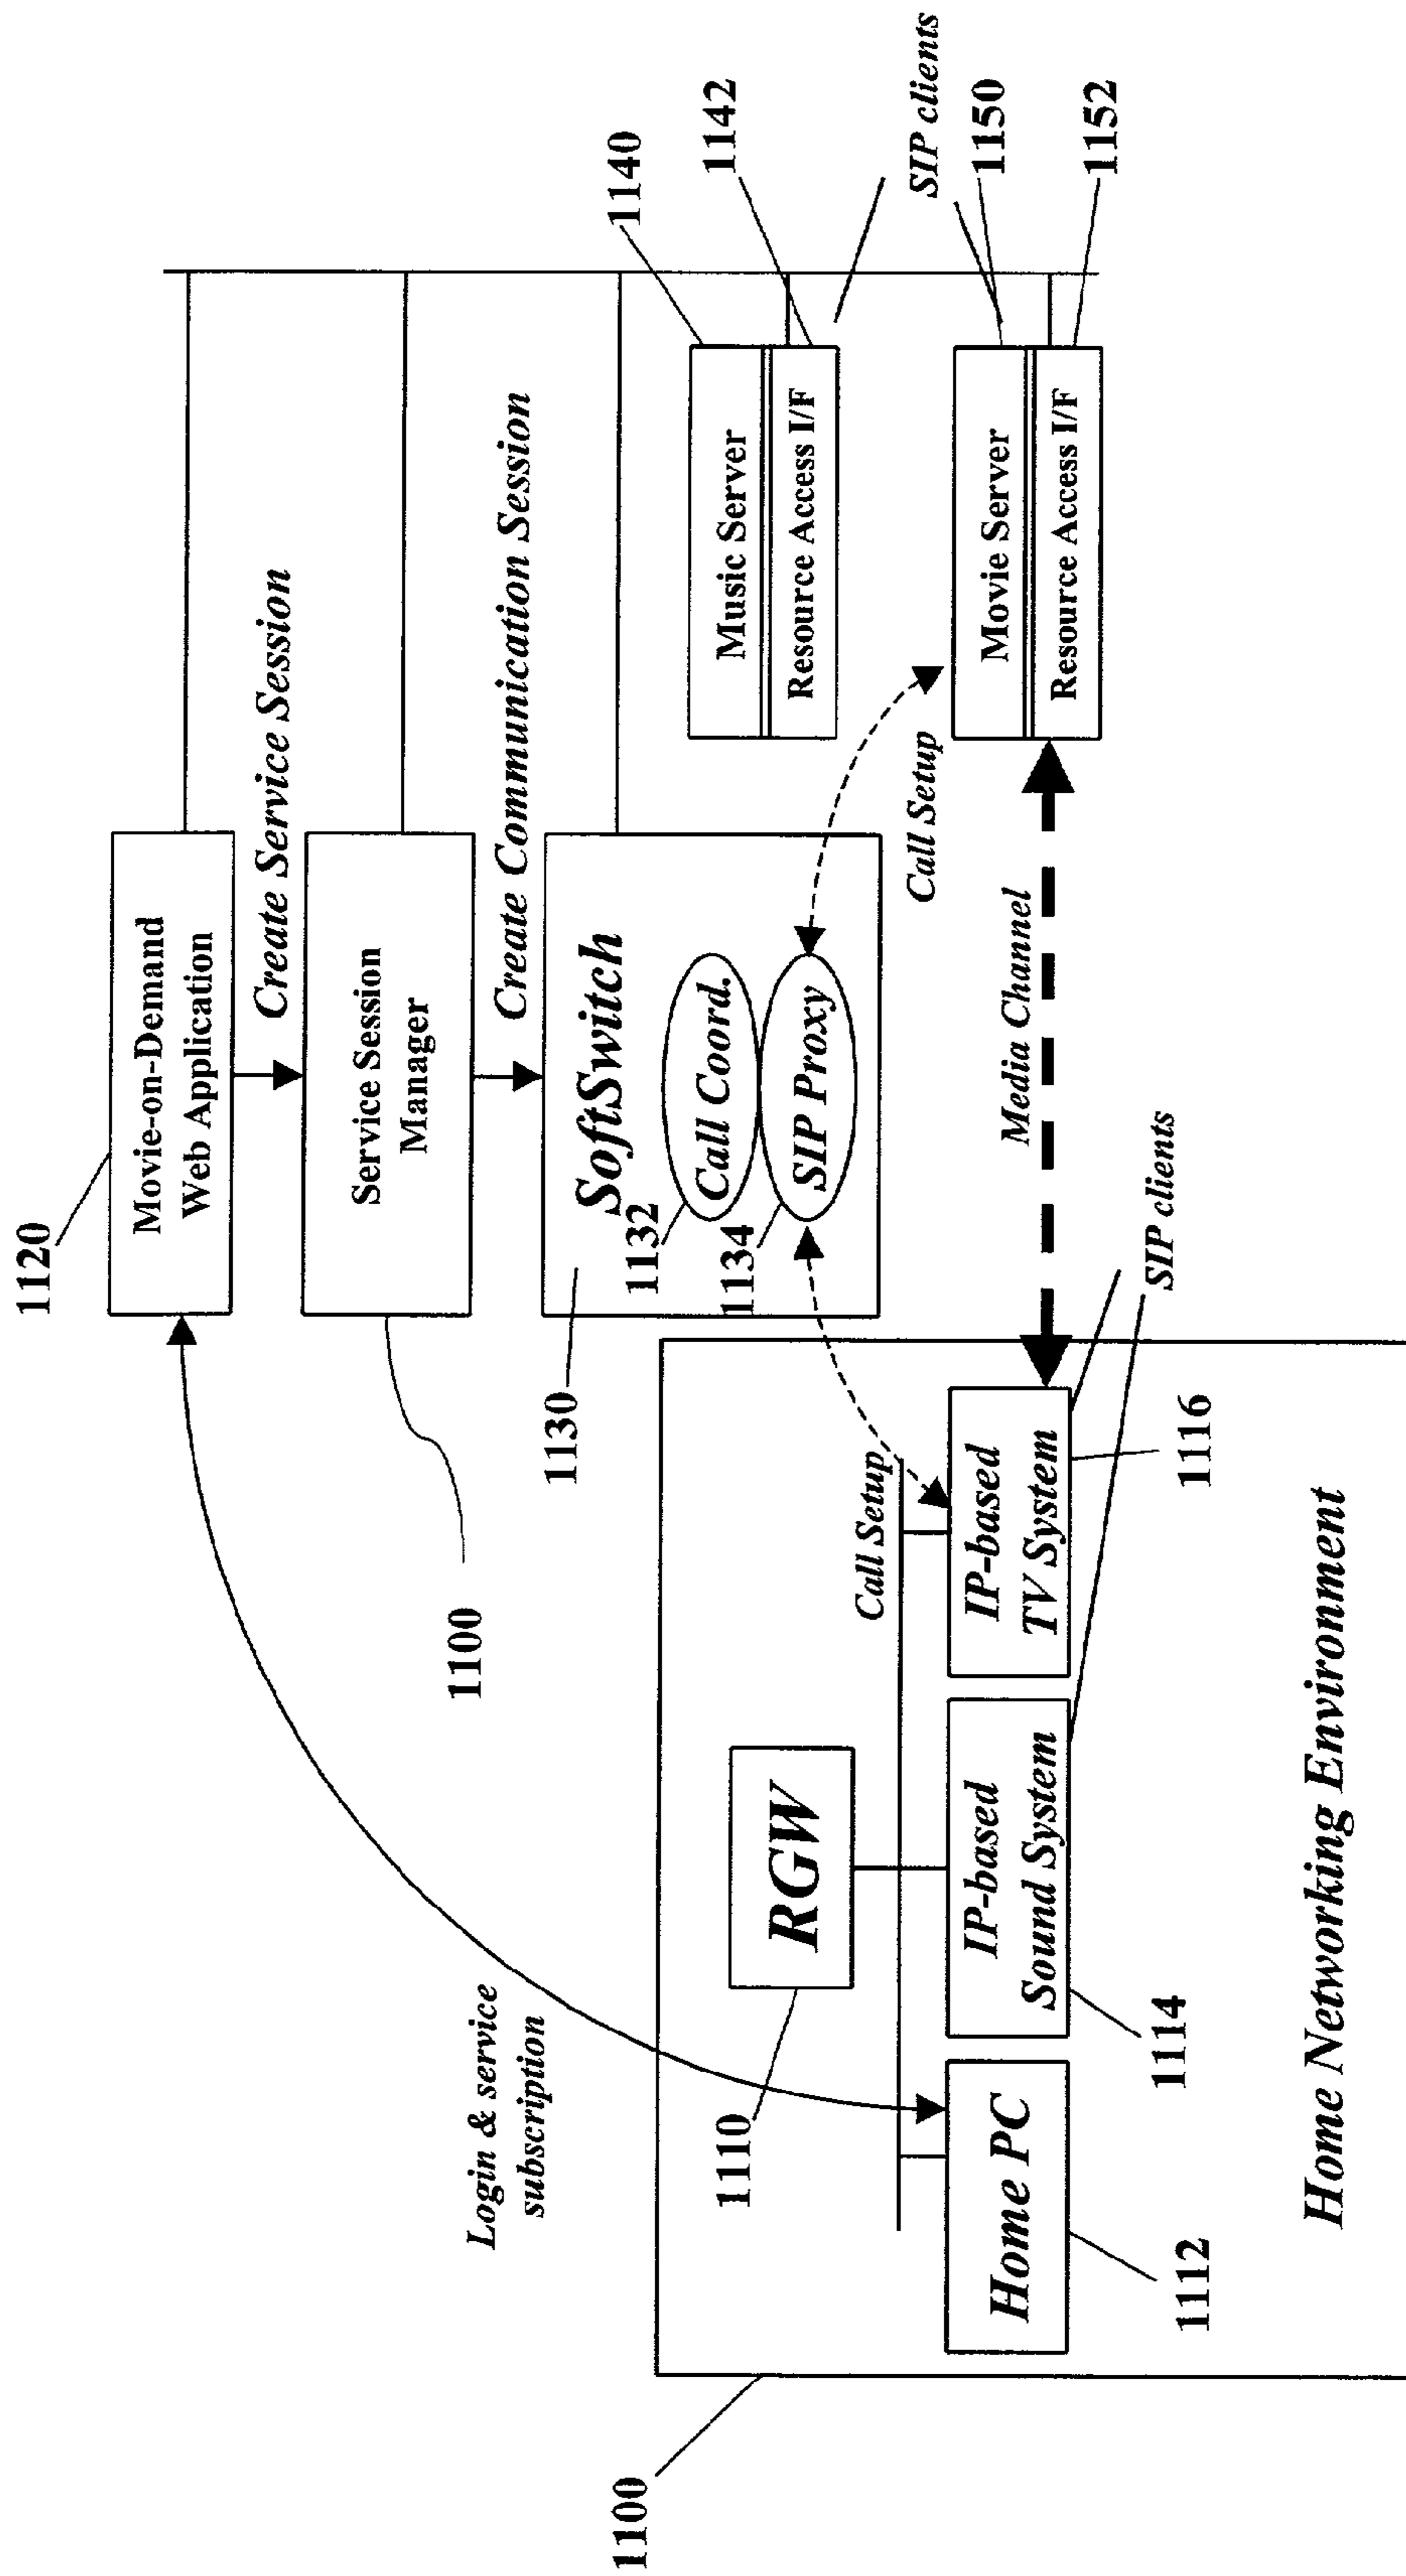 1120
Movie-on-Demand
Web Application
Create Service Session
Service Session
Manager
1100
Create Communication Session
SoftSwitch
1130
1132
Call Coord.
1134
SIP Proxy
Login & service
subscription
1140
Music Server
1142
Resource Access I/F
SIP clients
1150
Movie Server
1152
Resource Access I/F
Call Setup
Media Channel
Call Setup
1100
1110
RGW
Home PC
1112
IP-based
Sound System
1114
IP-based
TV System
1116
SIP clients
Home Networking Environment